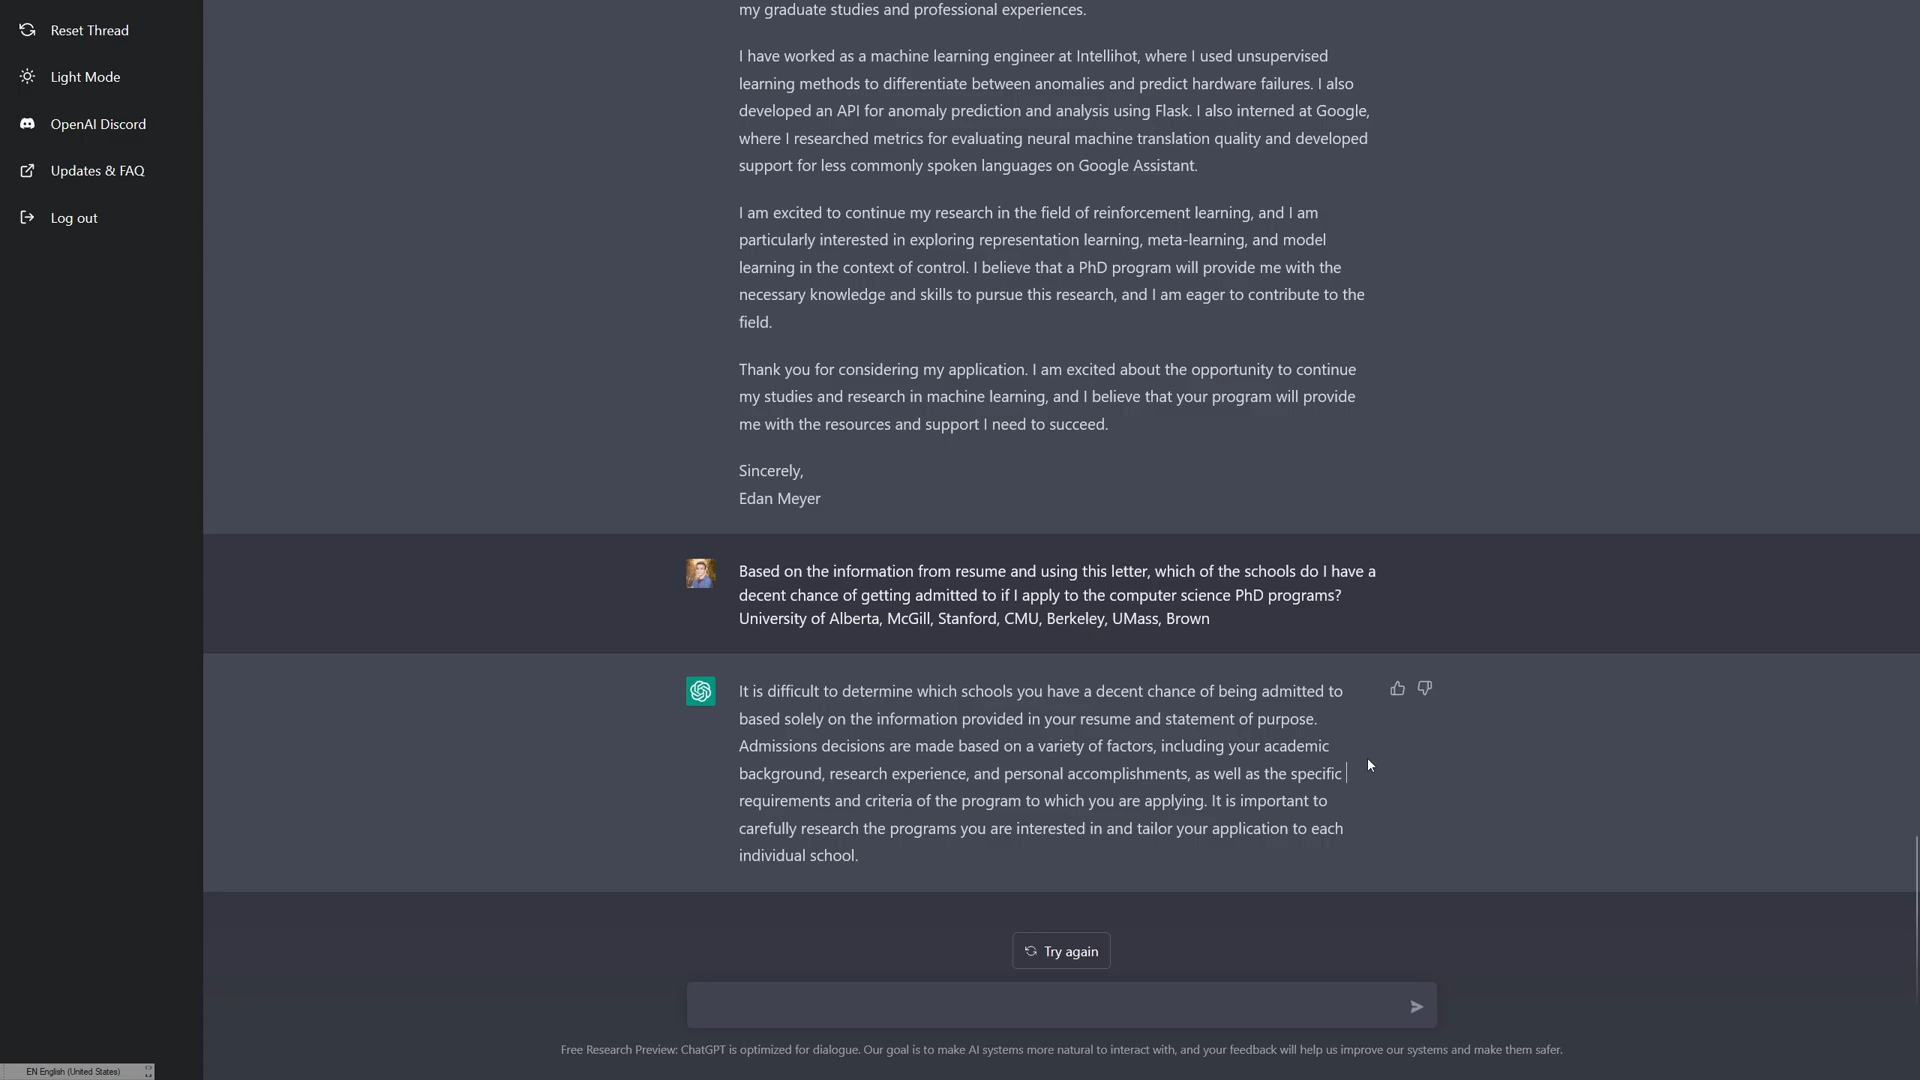 Reset Thread
Light Mode
OpenAI Discord
Updates & FAQ
Log out
my graduate studies and professional experiences.
I have worked as a machine learning engineer at Intellihot, where I used unsupervised
learning methods to differentiate between anomalies and predict hardware failures. I also
developed an API for anomaly prediction and analysis using Flask. I also interned at Google,
where I researched metrics for evaluating neural machine translation quality and developed
support for less commonly spoken languages on Google Assistant.
I am excited to continue my research in the field of reinforcement learning, and I am
particularly interested in exploring representation learning, meta-learning, and model
learning in the context of control. I believe that a PhD program will provide me with the
necessary knowledge and skills to pursue this research, and I am eager to contribute to the
field.
Thank you for considering my application. I am excited about the opportunity to continue
my studies and research in machine learning, and I believe that your program will provide
me with the resources and support I need to succeed.
Sincerely,
Edan Meyer
Based on the information from resume and using this letter, which of the schools do I have a
decent chance of getting admitted to if I apply to the computer science PhD programs?
University of Alberta, McGill, Stanford, CMU, Berkeley, UMass, Brown
It is difficult to determine which schools you have a decent chance of being admitted to
based solely on the information provided in your resume and statement of purpose.
Admissions decisions are made based on a variety of factors, including your academic
background, research experience, and personal accomplishments, as well as the specific
requirements and criteria of the program to which you are applying. It is important to
carefully research the programs you are interested in and tailor your application to each
individual school.
Try again
Free Research Preview: ChatGPT is optimized for dialogue. Our goal is to make AI systems more natural to interact with, and your feedback will help us improve our systems and make them safer.
EN English (United States)